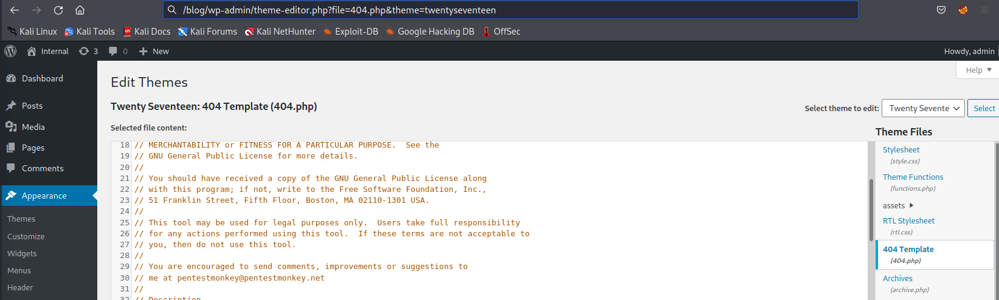 /blog/wp-admin/theme-editor.php?file=404.php&theme=twentyseventeen
Kali Linux Kali Tools Kali Docs Kali Forums Kali NetHunter Exploit-DB Google Hacking DB OffSec
Internal 3 0 New Howdy, admin
Help
Dashboard
Posts
Media
Pages
Comments
Appearance
Themes
Customize
Widgets
Menus
Header
Edit Themes
Twenty Seventeen: 404 Template (404.php)
Select theme to edit: Twenty Sevente Select
Selected file content:
18 // MERCHANTABILITY or FITNESS FOR A PARTICULAR PURPOSE.  See the
19 // GNU General Public License for more details.
20 //
21 // You should have received a copy of the GNU General Public License along
22 // with this program; if not, write to the Free Software Foundation, Inc.,
23 // 51 Franklin Street, Fifth Floor, Boston, MA 02110-1301 USA.
24 //
25 // This tool may be used for legal purposes only.  Users take full responsibility
26 // for any actions performed using this tool.  If these terms are not acceptable to
27 // you, then do not use this tool.
28 //
29 // You are encouraged to send comments, improvements or suggestions to
30 // me at pentestmonkey@pentestmonkey.net
31 //
32 // Description
Theme Files
Stylesheet
(style.css)
Theme Functions
(functions.php)
assets
RTL Stylesheet
(rtl.css)
404 Template
(404.php)
Archives
(archive.php)